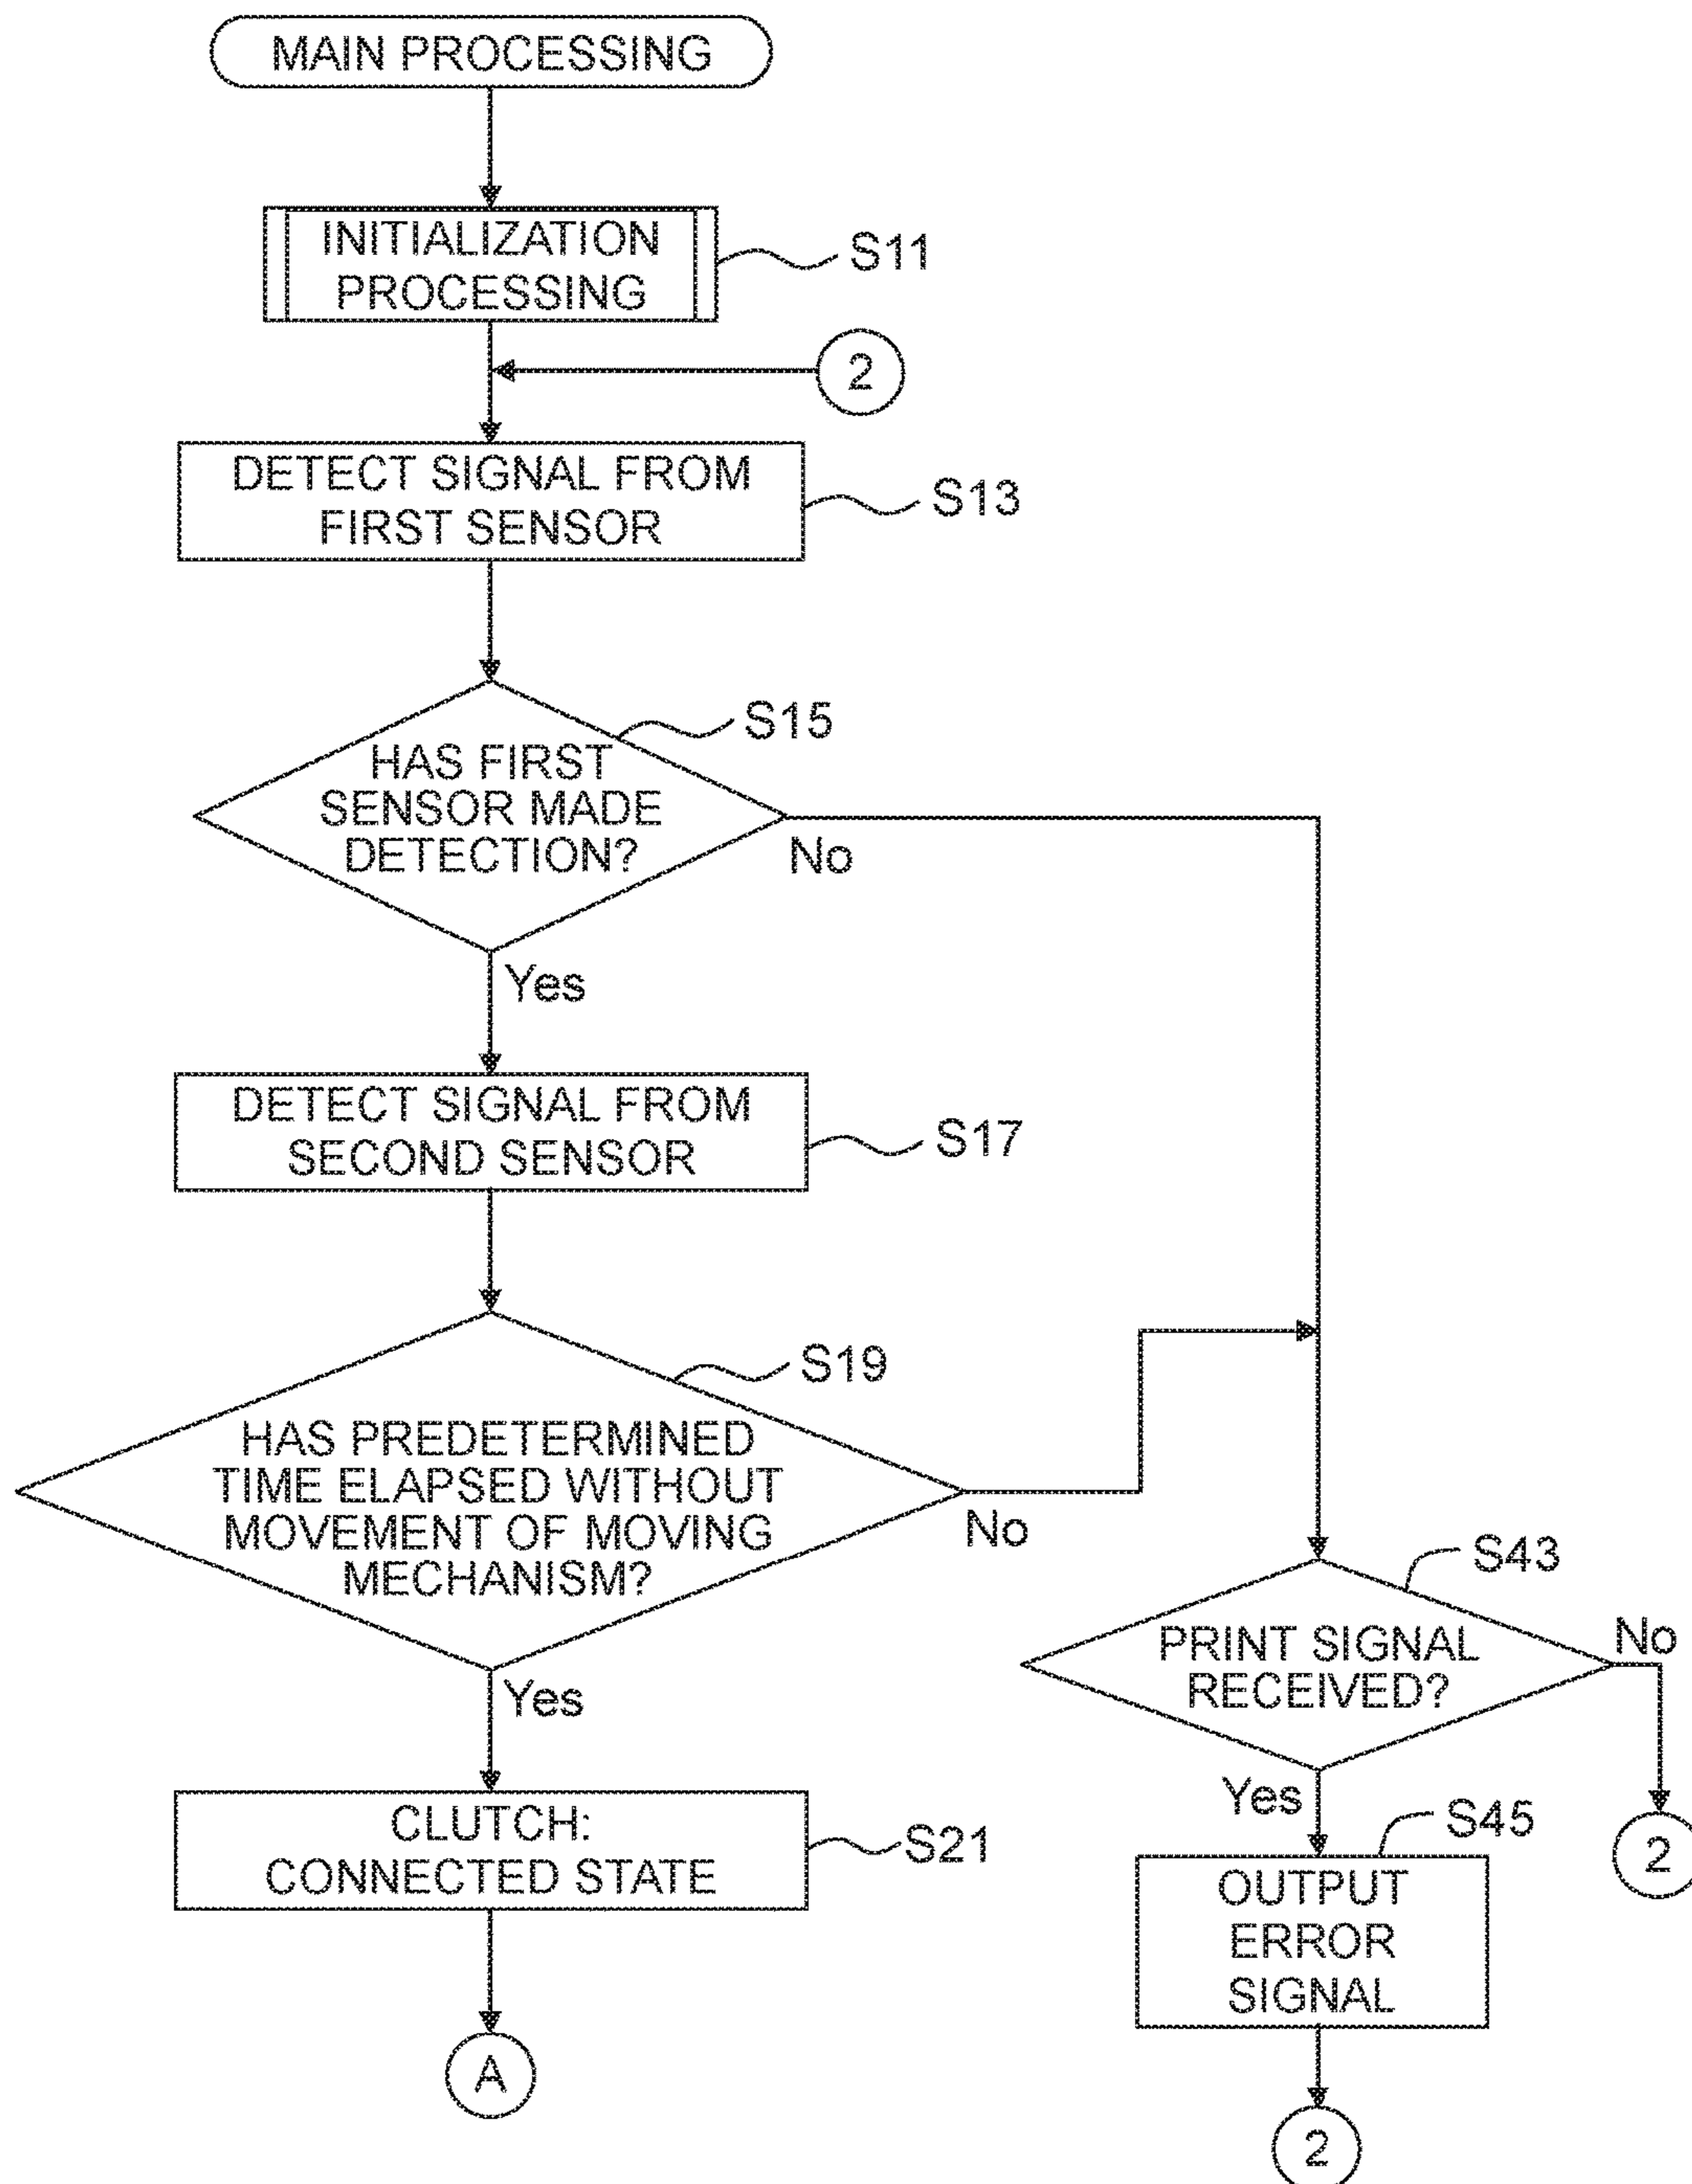 MAIN PROCESSING
INITIALIZATION
PROCESSING
S11
2
DETECT SIGNAL FROM
FIRST SENSOR
S13
S15
HAS FIRST
SENSOR MADE
DETECTION?
No
Yes
DETECT SIGNAL FROM
SECOND SENSOR
S17
S19
HAS PREDETERMINED
TIME ELAPSED WITHOUT
MOVEMENT OF MOVING
MECHANISM?
No
Yes
S43
PRINT SIGNAL
RECEIVED?
No
Yes
CLUTCH:
CONNECTED STATE
S21
S45
OUTPUT
ERROR
SIGNAL
2
A
2